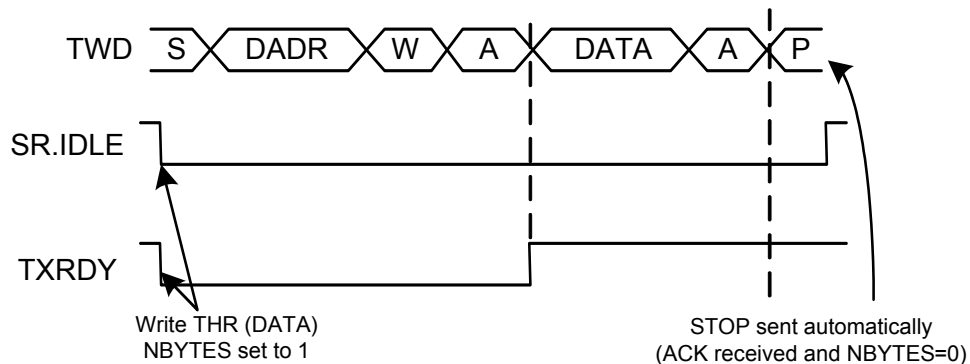 TWD S DADR W A DATA A P
SR.IDLE
TXRDY
Write THR (DATA)
NBYTES set to 1
STOP sent automatically
(ACK received and NBYTES=0)